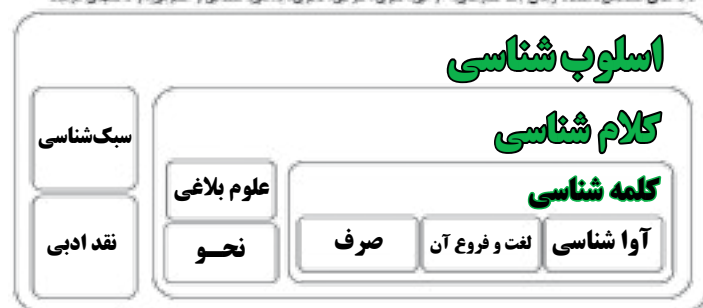 اسلوب شناسی
کلام شناسی
سبک‌شناسی
کلمه شناسی
علوم بلاغی
آوا شناسی
لغت و فروع آن
صرف
نحـو
نقد ادبی